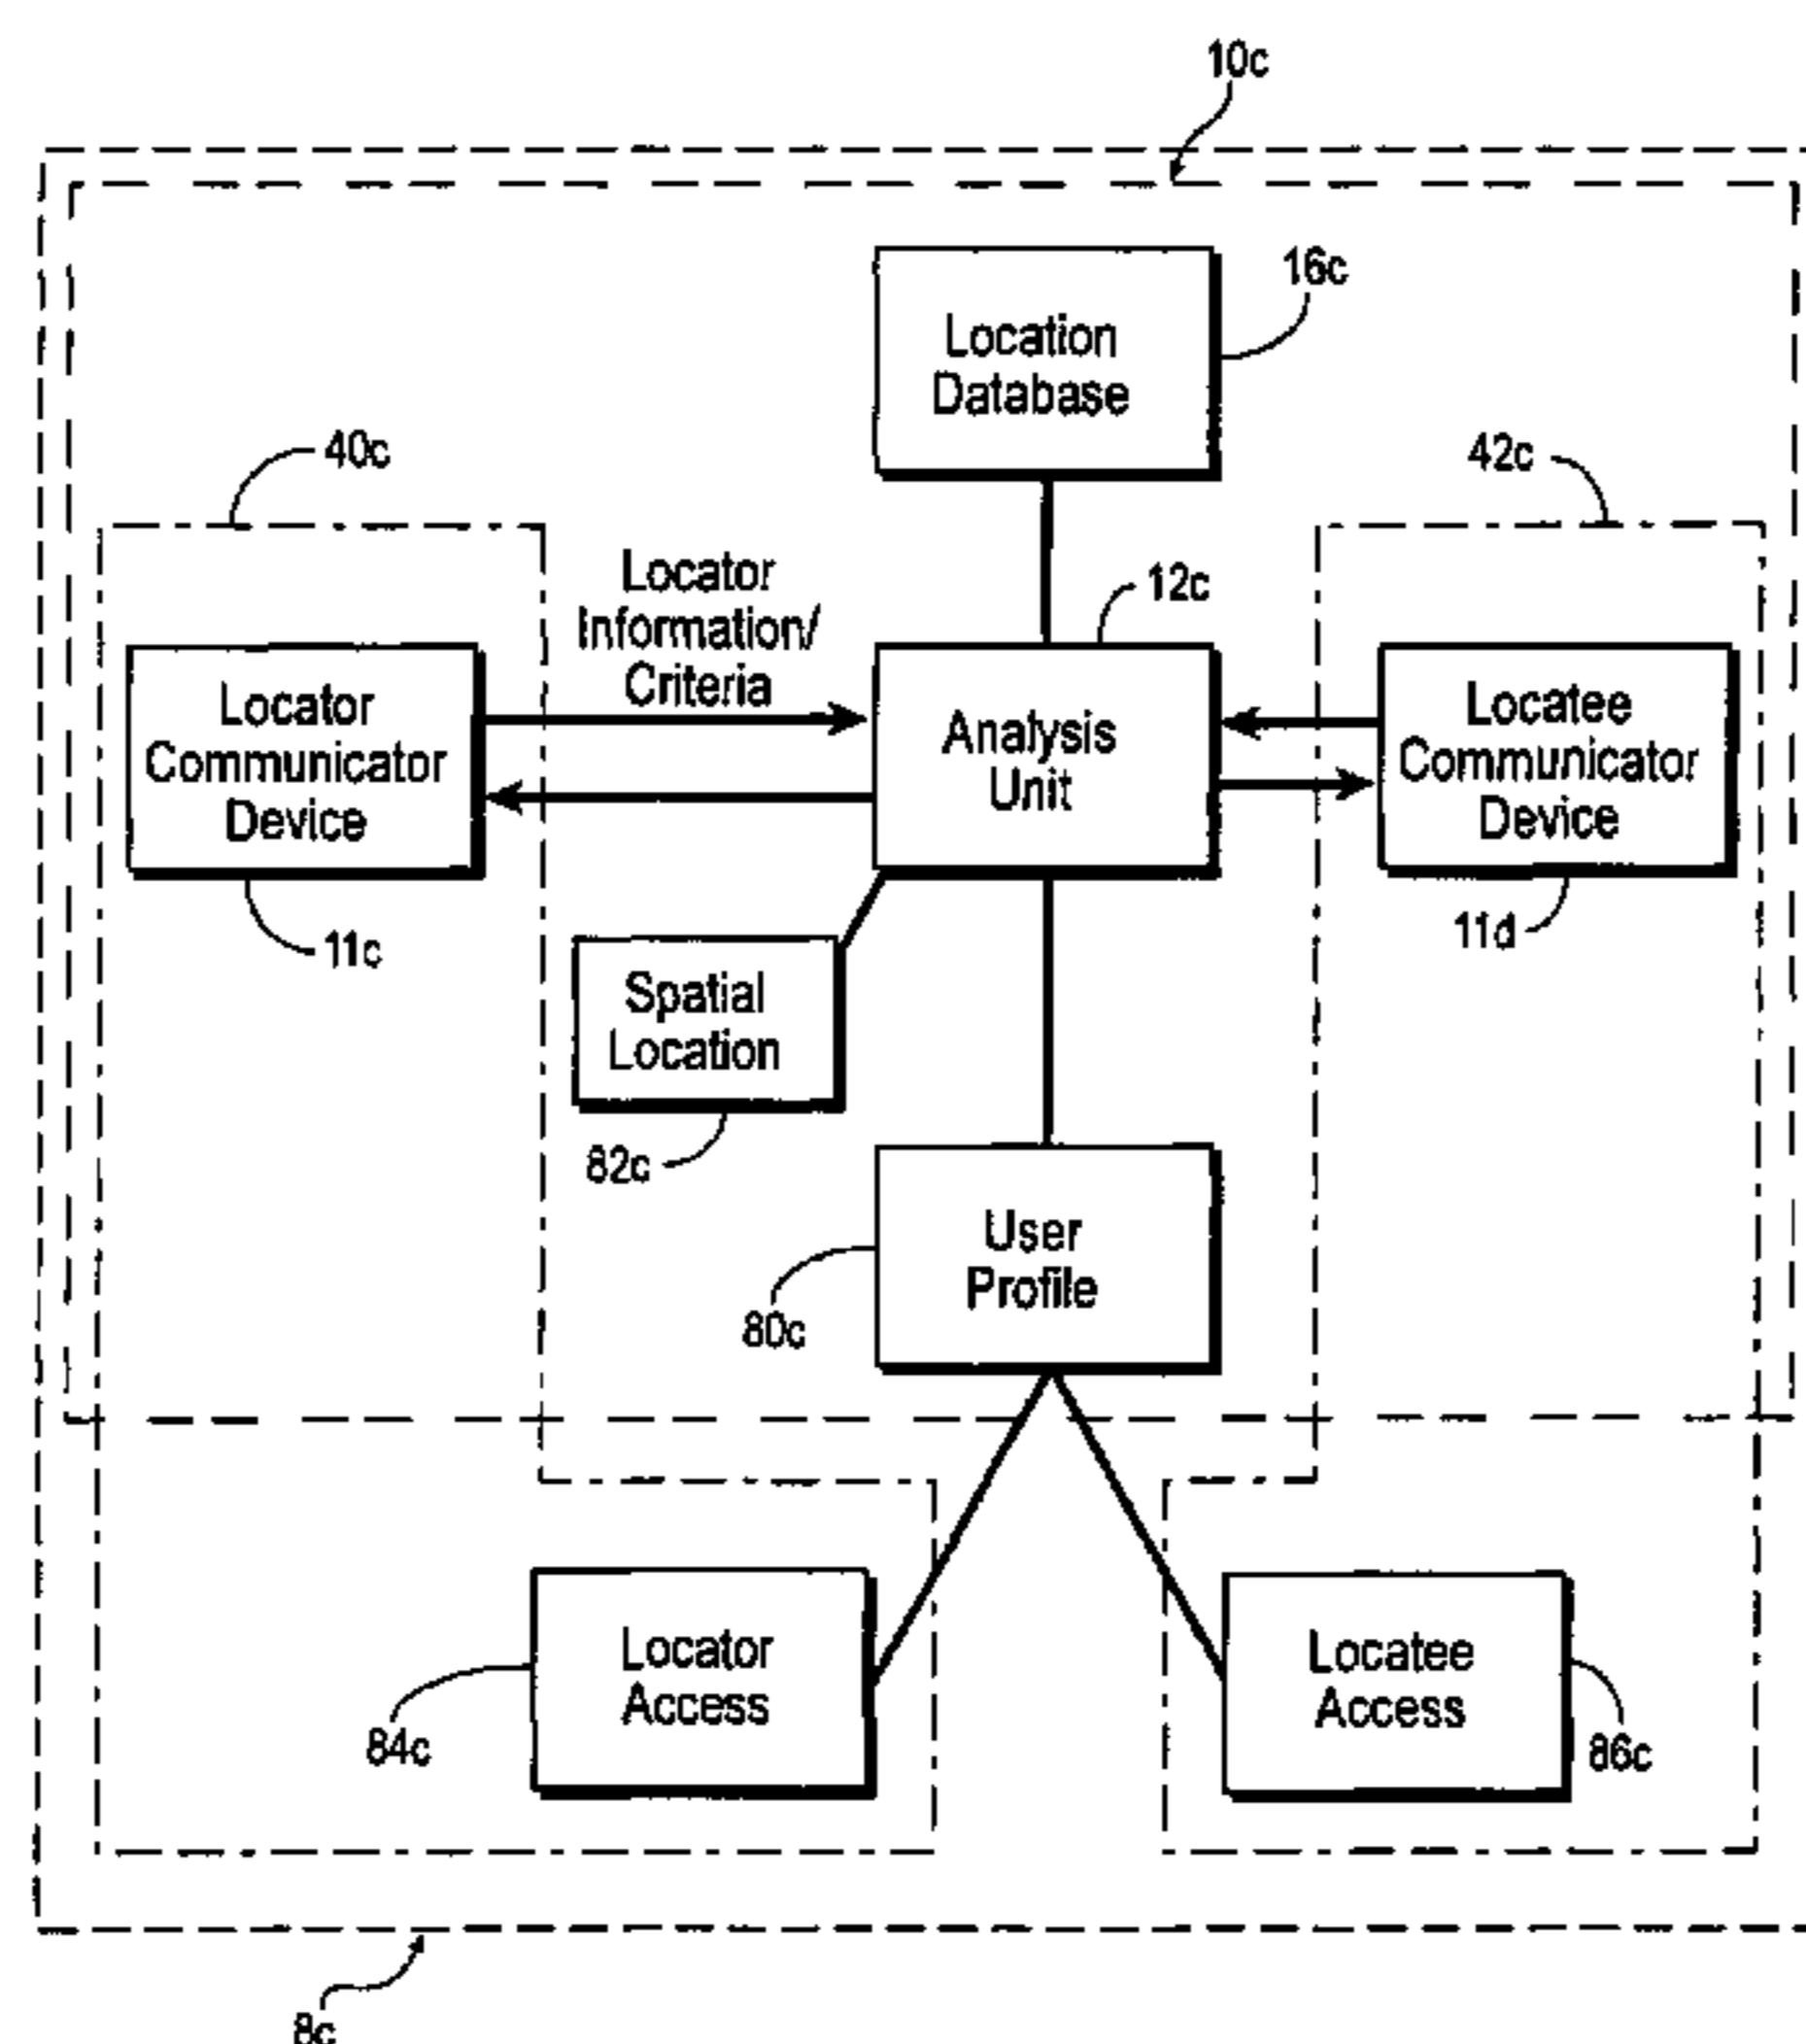 10c
Location
Database
16c
40c
42c
Locator
Information/
Criteria
12c
Locator
Communicator
Device
Analysis
Unit
Locatee
Communicator
Device
11c
11d
Spatial
Location
82c
User
Profile
80c
Locator
Access
84c
Locatee
Access
86c
8c